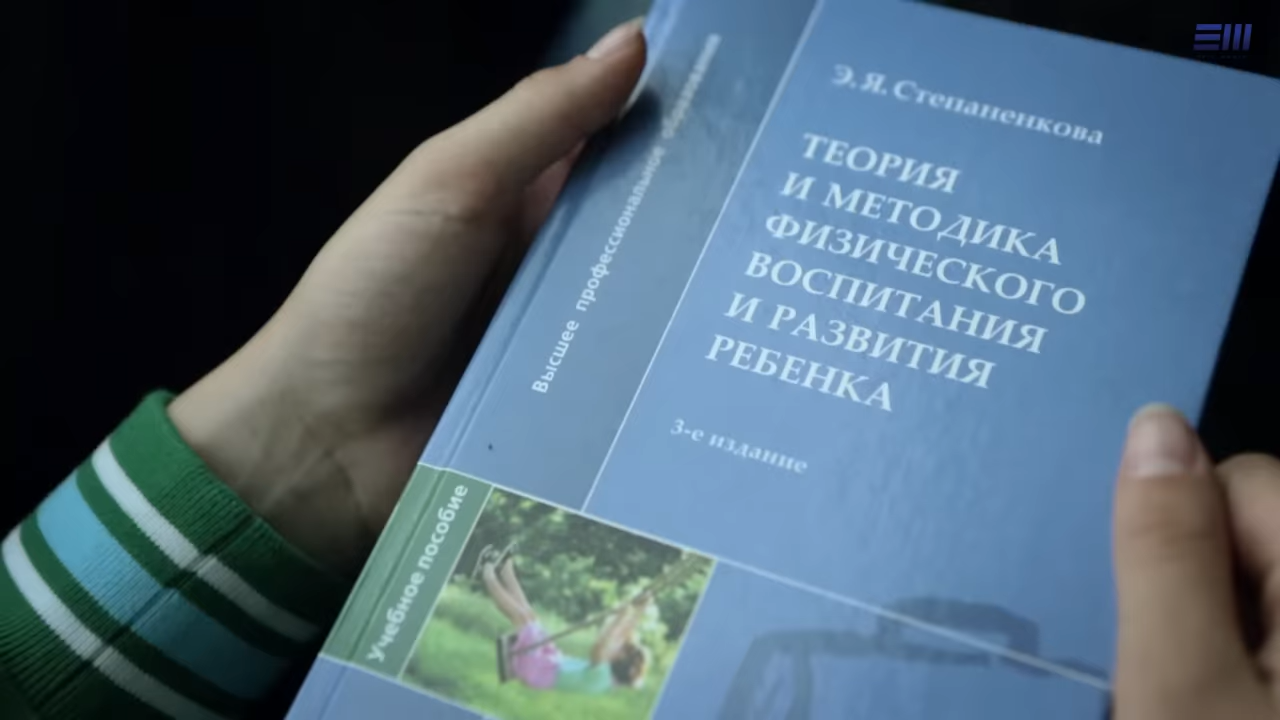 Э. Я. Степаненкова
ТЕОРИЯ
И МЕТОДИКА
ФИЗИЧЕСКОГО
ВОСПИТАНИЯ
И РАЗВИТИЯ
РЕБЕНКА
3-е издание
Высшее профессиональное образование
Учебное пособие